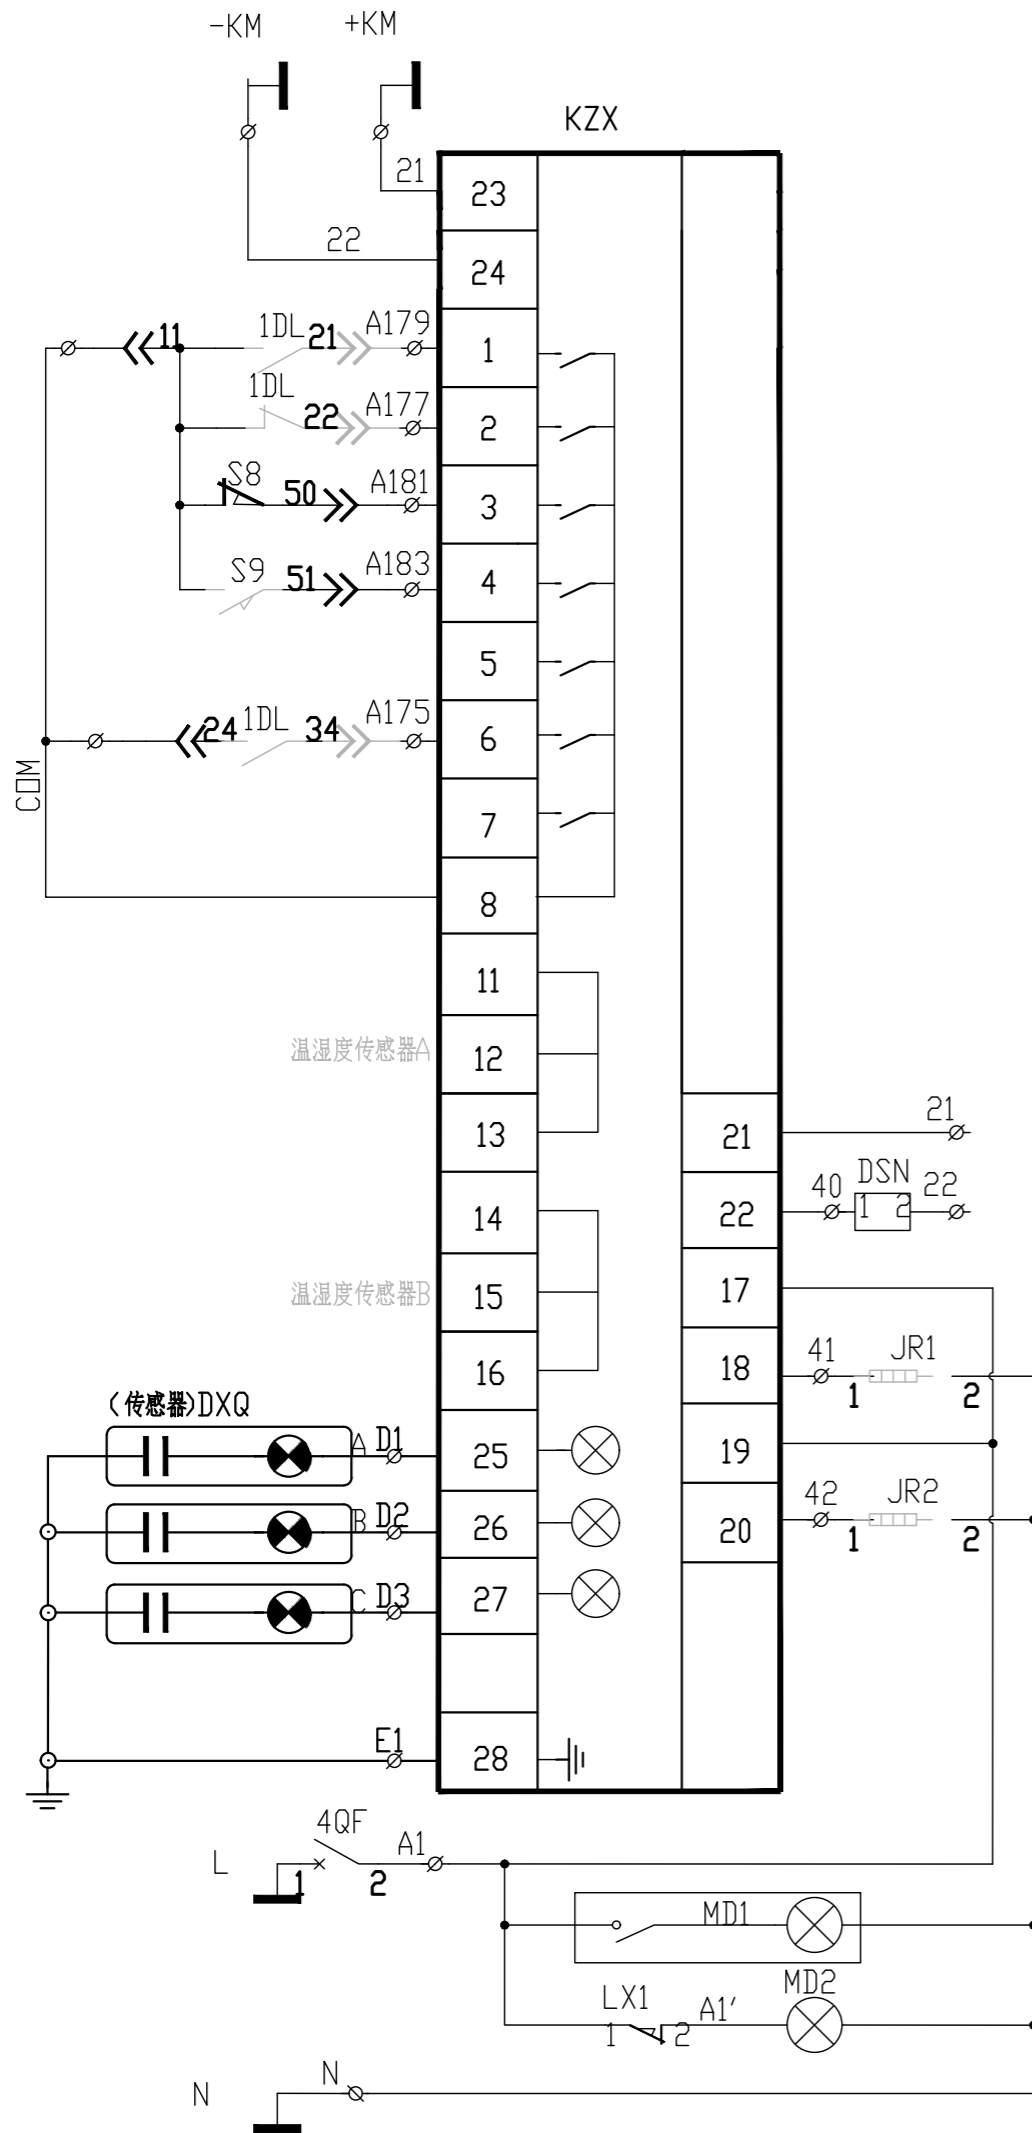 -KM +KM
KZX
21 23
22 24
11 1DL 21 A179 1
1DL 22 A177 2
S8 50 A181 3
S9 51 A183 4
5
24 1DL 34 A175 6
COM
7
8
11
温湿度传感器A 12
13 21 21
14 22 40 DSN 1 2 22
温湿度传感器B 15 17
16 18 41 JR1 1 2
(传感器)DXQ
A D1 25 19
B D2 26 20 42 JR2 1 2
C D3 27
E1 28
L 4QF 1 2 A1
MD1
LX1 1 2 A1' MD2
N N